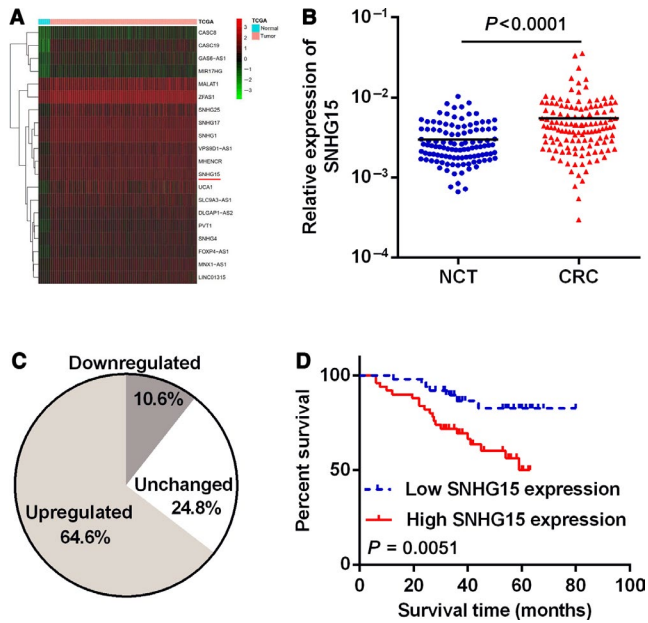 A
TCGA
TCGA
Normal
Tumor
3
2
1
0
−1
−2
−3
CASC8
CASC19
GAS6−AS1
MIR17HG
MALAT1
ZFAS1
SNHG25
SNHG17
SNHG1
VPS9D1−AS1
MHENCR
SNHG15
UCA1
SLC9A3−AS1
DLGAP1−AS2
PVT1
SNHG4
FOXP4−AS1
MNX1−AS1
LINC01315
B
Relative expression of
SNHG15
10−1
10−2
10−3
10−4
P<0.0001
NCT
CRC
C
Downregulated
10.6%
Unchanged
24.8%
Upregulated
64.6%
D
Percent survival
100
50
0
Low SNHG15 expression
High SNHG15 expression
P = 0.0051
0 20 40 60 80 100
Survival time (months)